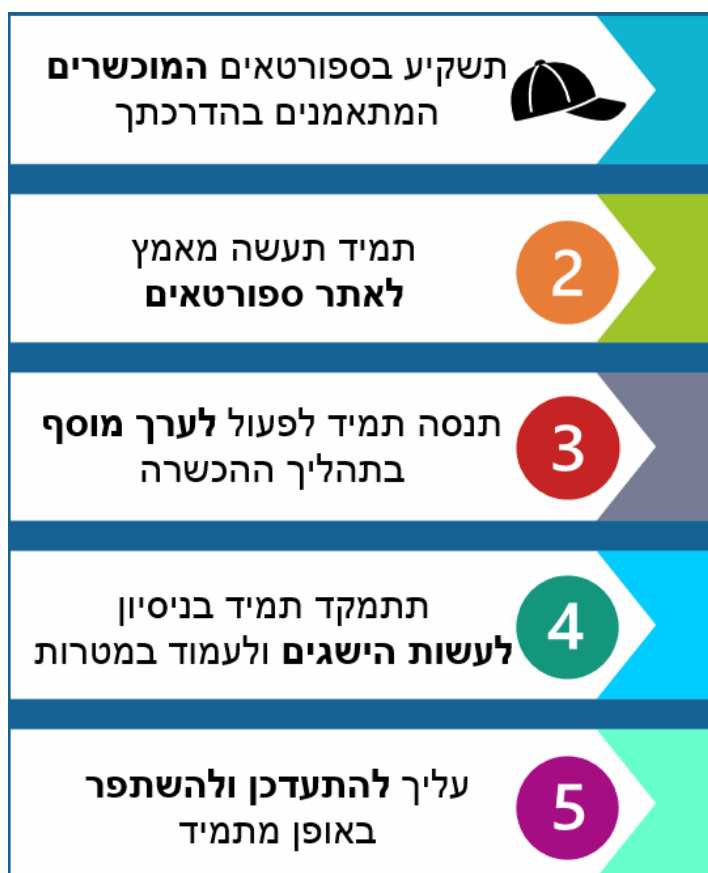 תשקיע בספורטאים המוכשרים
המתאמנים בהדרכתך
2
תמיד תעשה מאמץ
לאתר ספורטאים
3
תנסה תמיד לפעול לערך מוסף
בתהליך ההכשרה
4
תתמקד תמיד בניסיון
לעשות הישגים ולעמוד במטרות
5
עליך להתעדכן ולהשתפר
באופן מתמיד